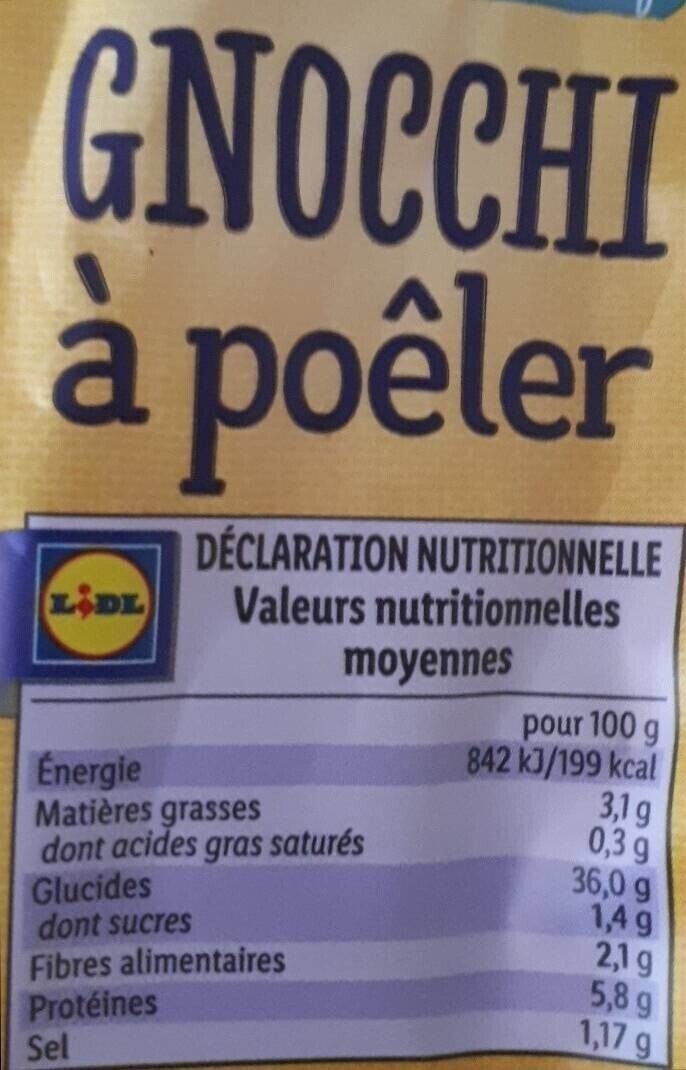 GNOCCHI
à poêler
LIDL
DÉCLARATION NUTRITIONNELLE
Valeurs nutritionnelles
moyennes
pour 100 g
Énergie 842 kJ/199 kcal
Matières grasses 3,1 g
dont acides gras saturés 0,3 g
Glucides 36,0 g
dont sucres 1,4 g
Fibres alimentaires 2,1 g
Protéines 5,8 g
Sel 1,17 g